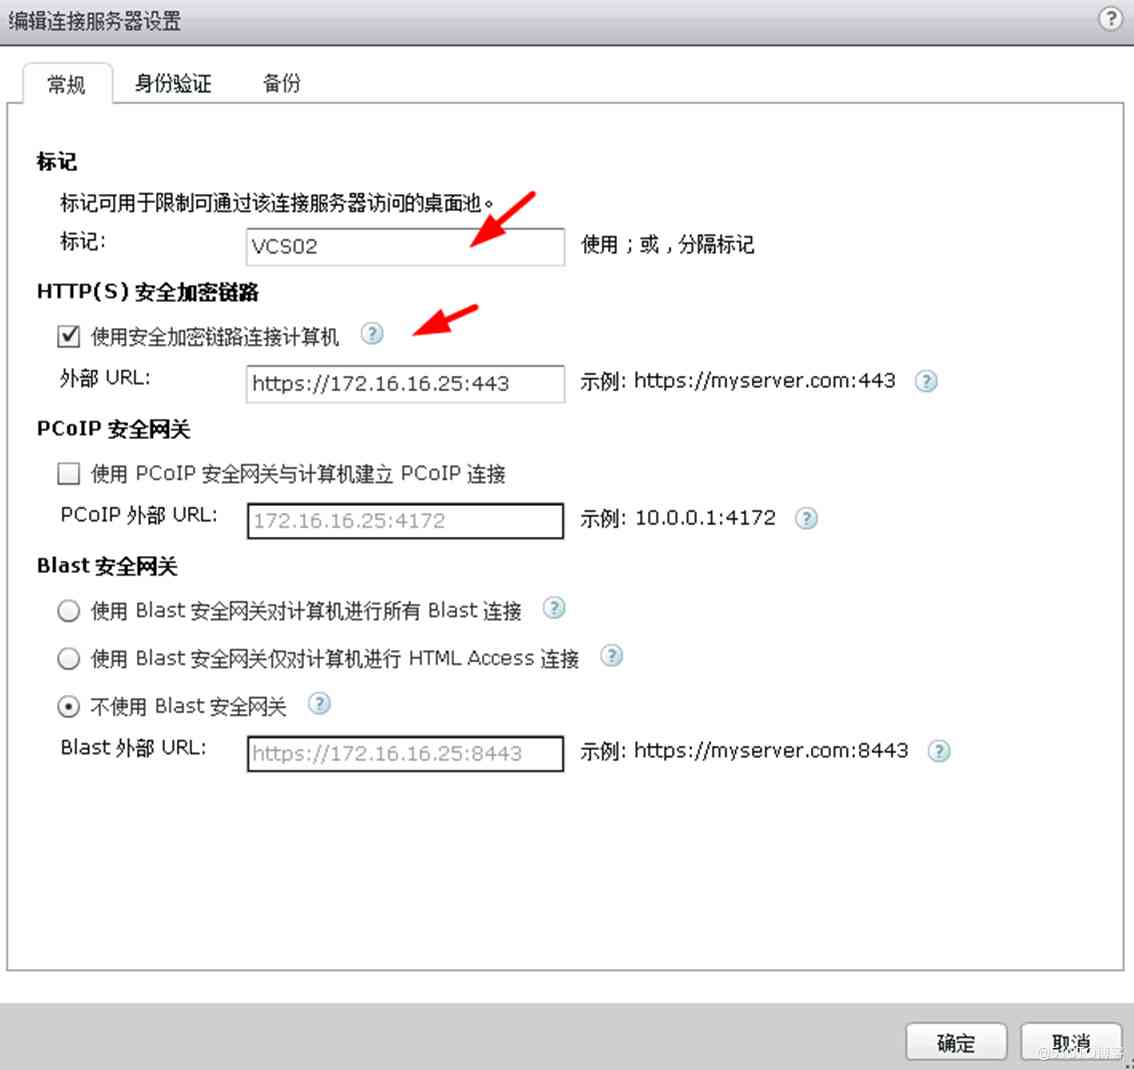 编辑连接服务器设置
?
常规 身份验证 备份
标记
标记可用于限制可通过该连接服务器访问的桌面池。
标记: VCS02 使用 ; 或 , 分隔标记
HTTP(S) 安全加密链路
使用安全加密链路连接计算机 ?
外部 URL: https://172.16.16.25:443 示例: https://myserver.com:443 ?
PCoIP 安全网关
使用 PCoIP 安全网关与计算机建立 PCoIP 连接
PCoIP 外部 URL: 172.16.16.25:4172 示例: 10.0.0.1:4172 ?
Blast 安全网关
使用 Blast 安全网关对计算机进行所有 Blast 连接 ?
使用 Blast 安全网关仅对计算机进行 HTML Access 连接 ?
不使用 Blast 安全网关 ?
Blast 外部 URL: https://172.16.16.25:8443 示例: https://myserver.com:8443 ?
确定 取消